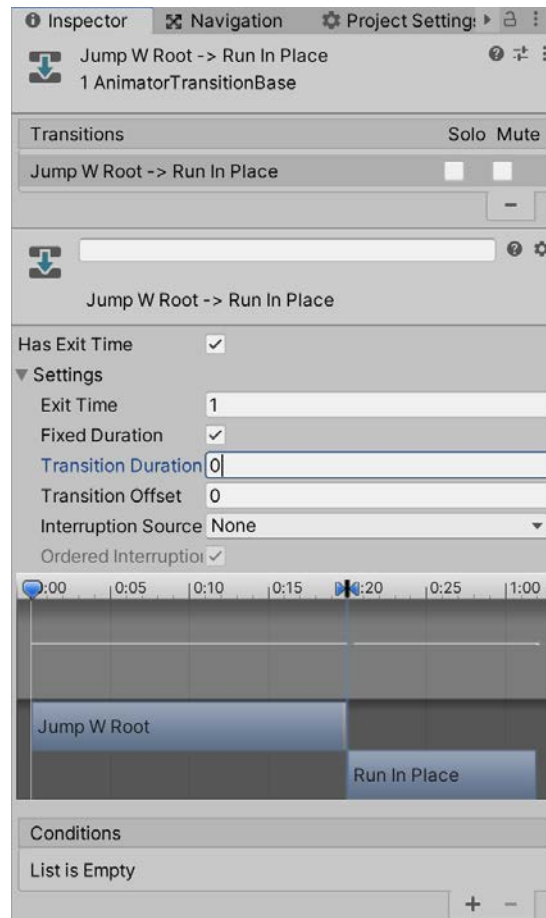 Inspector Navigation Project Setting
Jump W Root -> Run In Place
1 AnimatorTransitionBase
Transitions Solo Mute
Jump W Root -> Run In Place
Jump W Root -> Run In Place
Has Exit Time
Settings
Exit Time 1
Fixed Duration
Transition Duration 0
Transition Offset 0
Interruption Source None
Ordered Interruptio
0:00 0:05 0:10 0:15 0:20 0:25 1:00
Jump W Root
Run In Place
Conditions
List is Empty